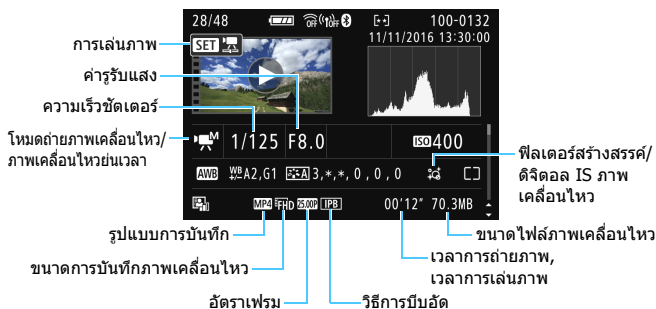 28/48 OFF OFF 100-0132
11/11/2016 13:30:00
การเล่นภาพ
SET
ค่ารูรับแสง
ความเร็วชัตเตอร์
โหมดถ่ายภาพเคลื่อนไหว/
ภาพเคลื่อนไหวย่นเวลา
M 1/125 F8.0 ISO 400
AWB WB A2,G1 A 3,*,*,0,0,0
ฟิลเตอร์สร้างสรรค์/
ดิจิตอล IS ภาพ
เคลื่อนไหว
MP4 FHD 25.00P IPB 00'12" 70.3MB
รูปแบบการบันทึก
ขนาดไฟล์ภาพเคลื่อนไหว
ขนาดการบันทึกภาพเคลื่อนไหว
เวลาการถ่ายภาพ,
เวลาการเล่นภาพ
อัตราเฟรม
วิธีการบีบอัด